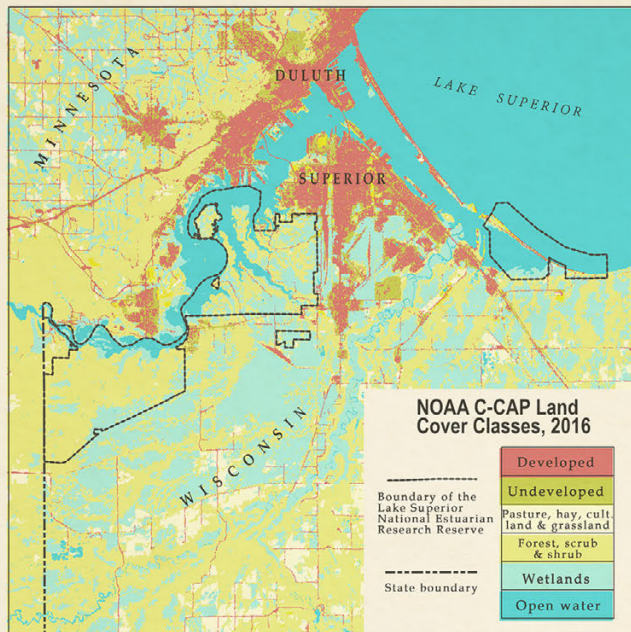 DULUTH
LAKE SUPERIOR
MINNESOTA
SUPERIOR
WISCONSIN
NOAA C-CAP Land
Cover Classes, 2016
Boundary of the
Lake Superior
National Estuarian
Research Reserve
State boundary
Developed
Undeveloped
Pasture, hay, cult.
land & grassland
Forest, scrub
& shrub
Wetlands
Open water